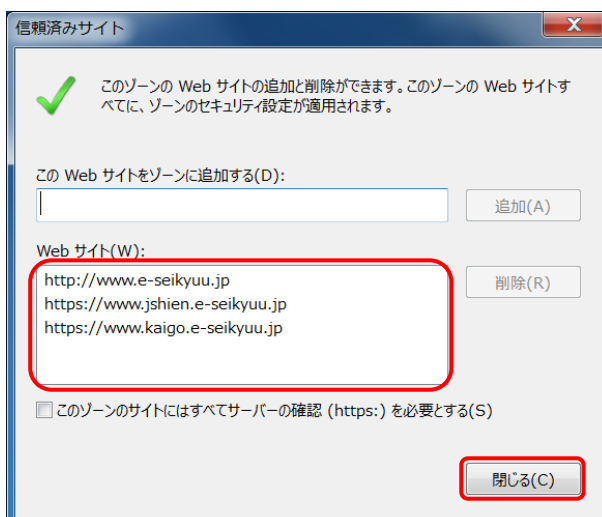 信頼済みサイト
このゾーンの Web サイトの追加と削除ができます。このゾーンの Web サイトす
べてに、ゾーンのセキュリティ設定が適用されます。
この Web サイトをゾーンに追加する(D):
追加(A)
Web サイト(W):
http://www.e-seikyuu.jp
https://www.jshien.e-seikyuu.jp
https://www.kaigo.e-seikyuu.jp
削除(R)
このゾーンのサイトにはすべてサーバーの確認 (https:) を必要とする(S)
閉じる(C)